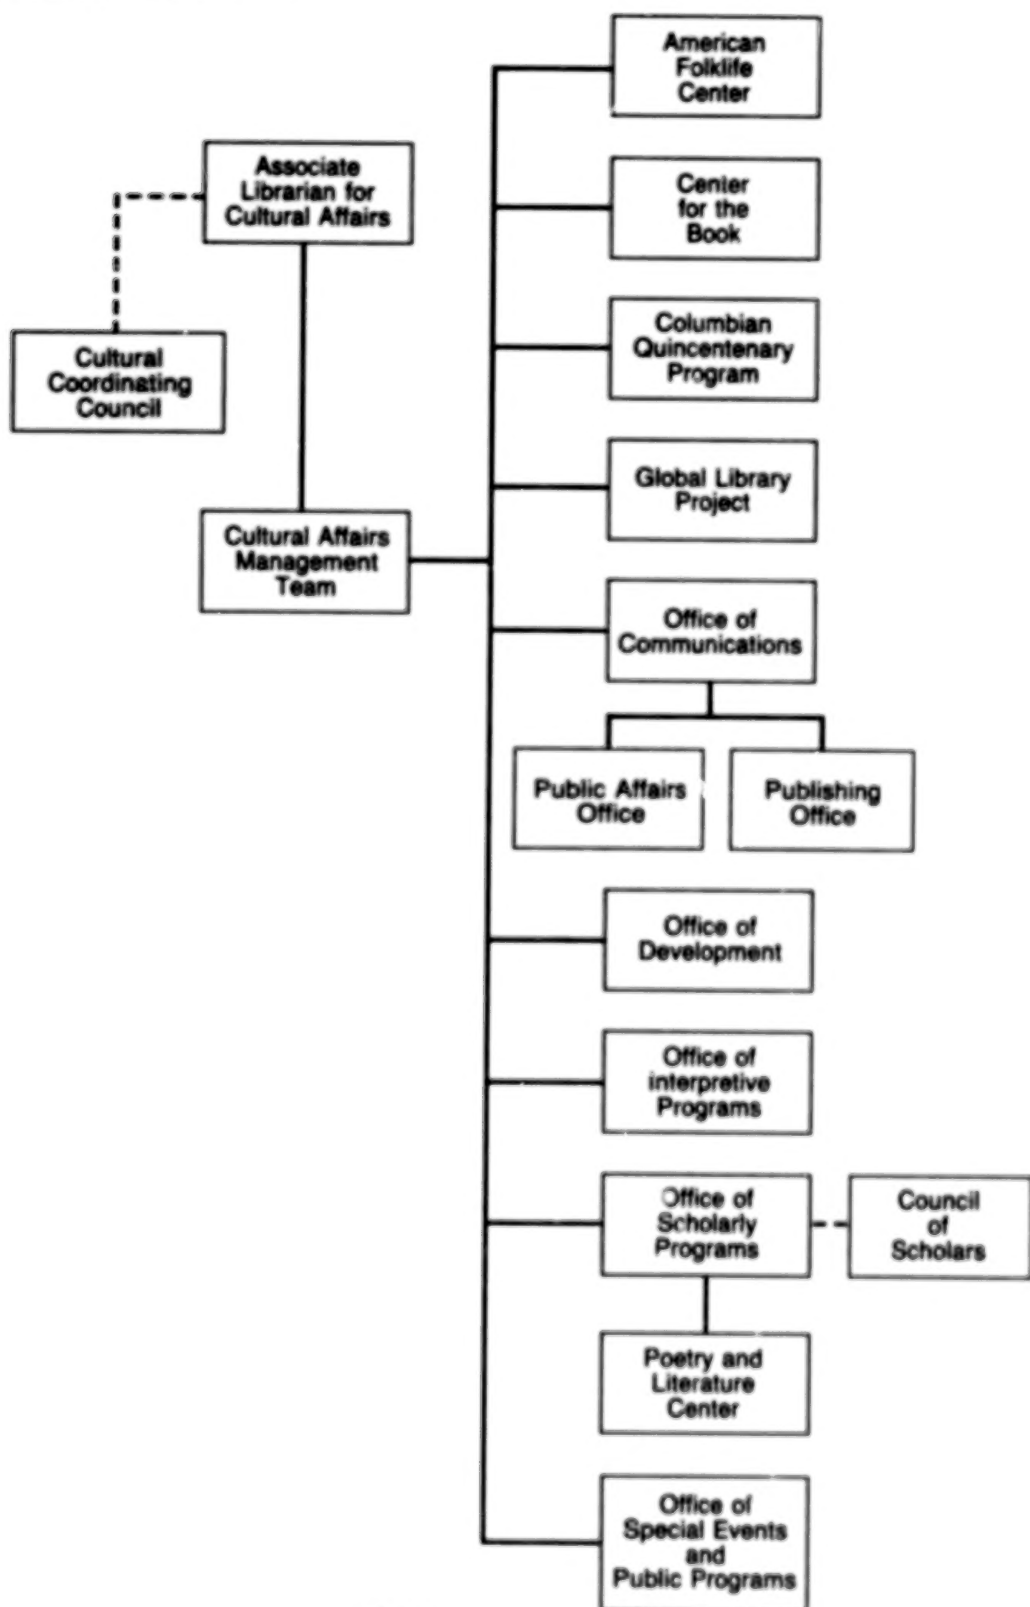 American
Folklife
Center
Associate
Librarian for
Cultural Affairs
Center
for the
Book
Cultural
Coordinating
Council
Columbian
Quincentenary
Program
Global Library
Project
Cultural Affairs
Management
Team
Office of
Communications
Public Affairs
Office
Publishing
Office
Office of
Development
Office of
interpretive
Programs
Office of
Scholarly
Programs
Council
of
Scholars
Poetry and
Literature
Center
Office of
Special Events
and
Public Programs